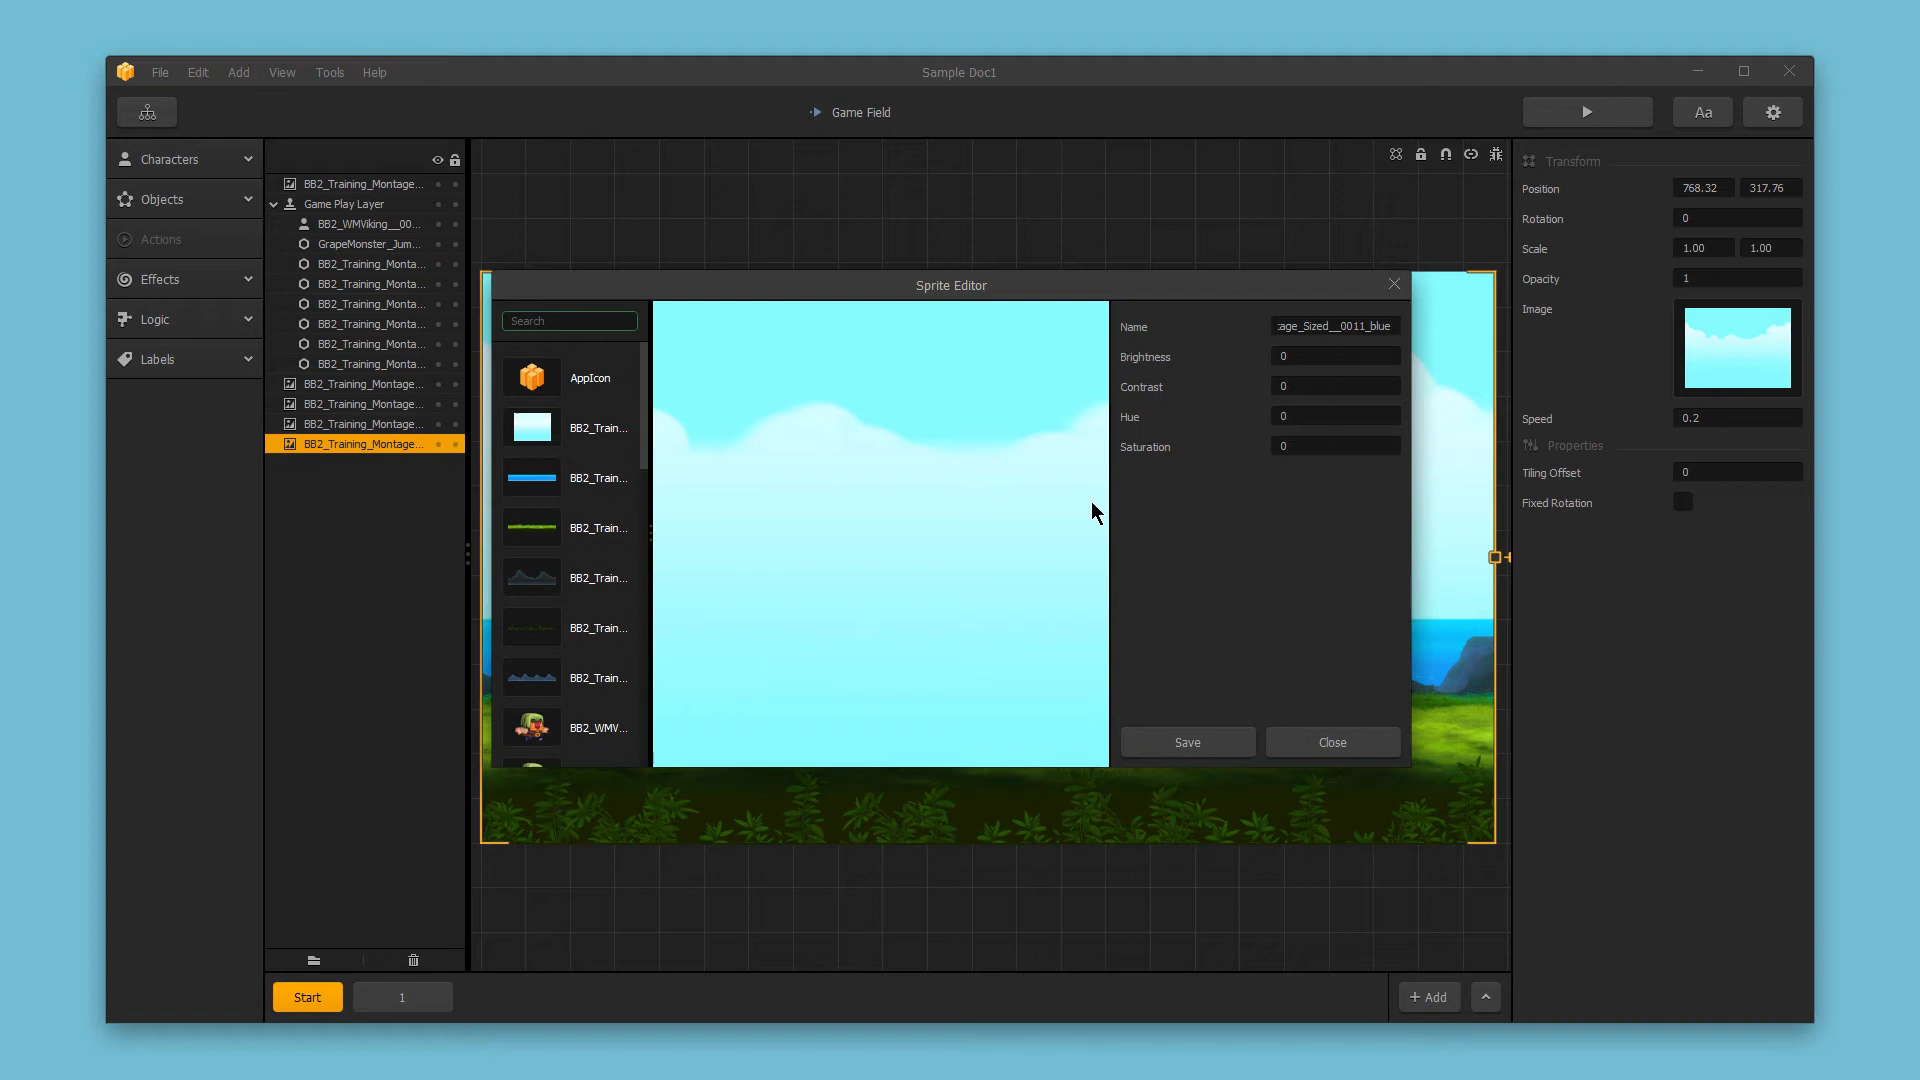 File Edit Add View Tools Help
Sample Doc1
Game Field
Aa
Characters
Objects
Actions
Effects
Logic
Labels
BB2_Training_Montage...
Game Play Layer
BB2_WMViking__00...
GrapeMonster_Jum...
BB2_Training_Monta...
BB2_Training_Monta...
BB2_Training_Monta...
BB2_Training_Monta...
BB2_Training_Monta...
BB2_Training_Monta...
BB2_Training_Montage...
BB2_Training_Montage...
BB2_Training_Montage...
BB2_Training_Montage...
Sprite Editor
Search
AppIcon
BB2_Train...
BB2_Train...
BB2_Train...
BB2_Train...
BB2_Train...
BB2_Train...
BB2_WMV...
Name :age_Sized__0011_blue
Brightness 0
Contrast 0
Hue 0
Saturation 0
Save Close
Transform
Position 768.32 317.76
Rotation 0
Scale 1.00 1.00
Opacity 1
Image
Speed 0.2
Properties
Tiling Offset 0
Fixed Rotation
Start 1
+ Add